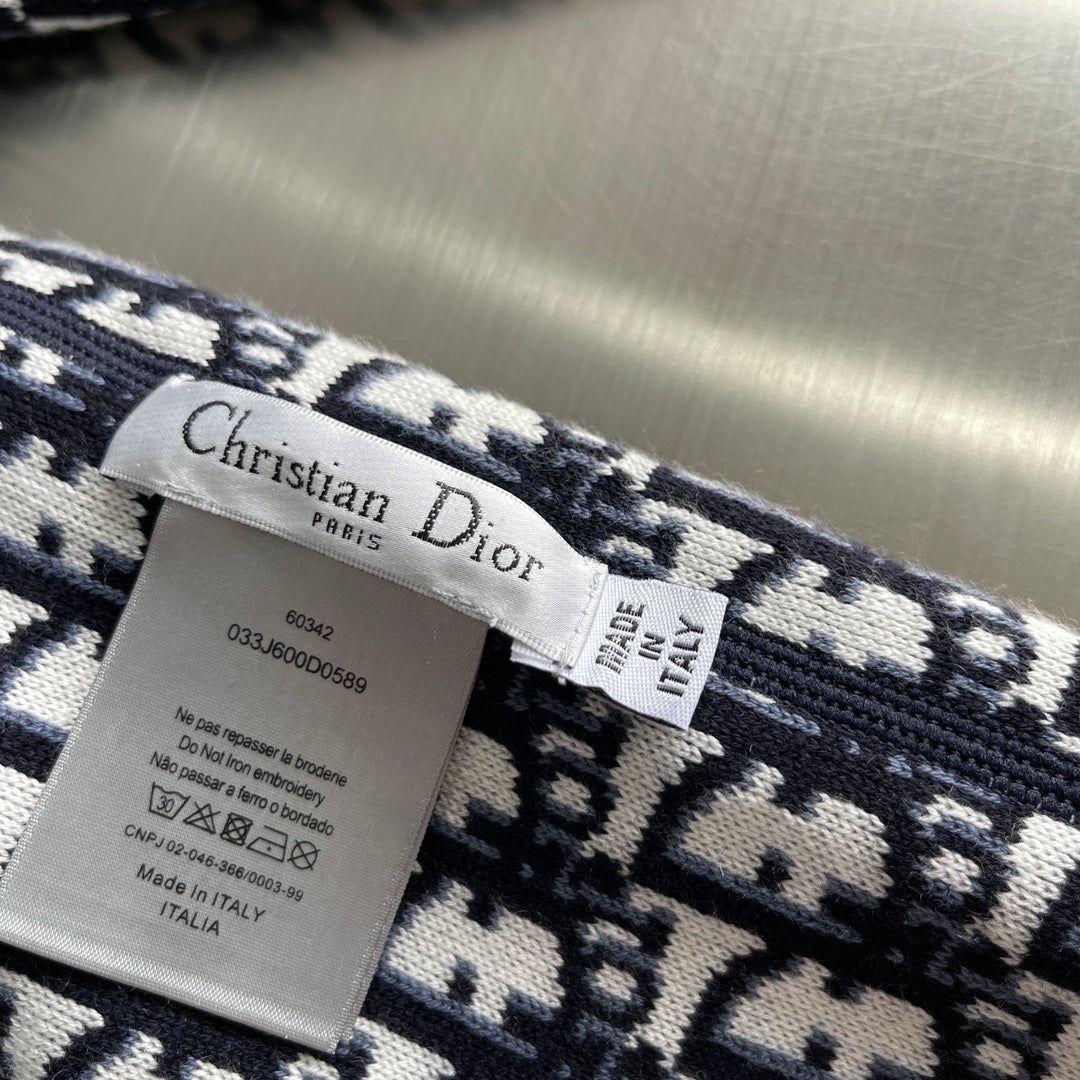 Christian Dior
PARIS
MADE
IN
ITALY
60342
033J600D0589
Ne pas repasser la broderie
Do Not Iron embroidery
Não passar a ferro o bordado
30
CNPJ 02-046-366/0003-99
Made In ITALY
ITALIA